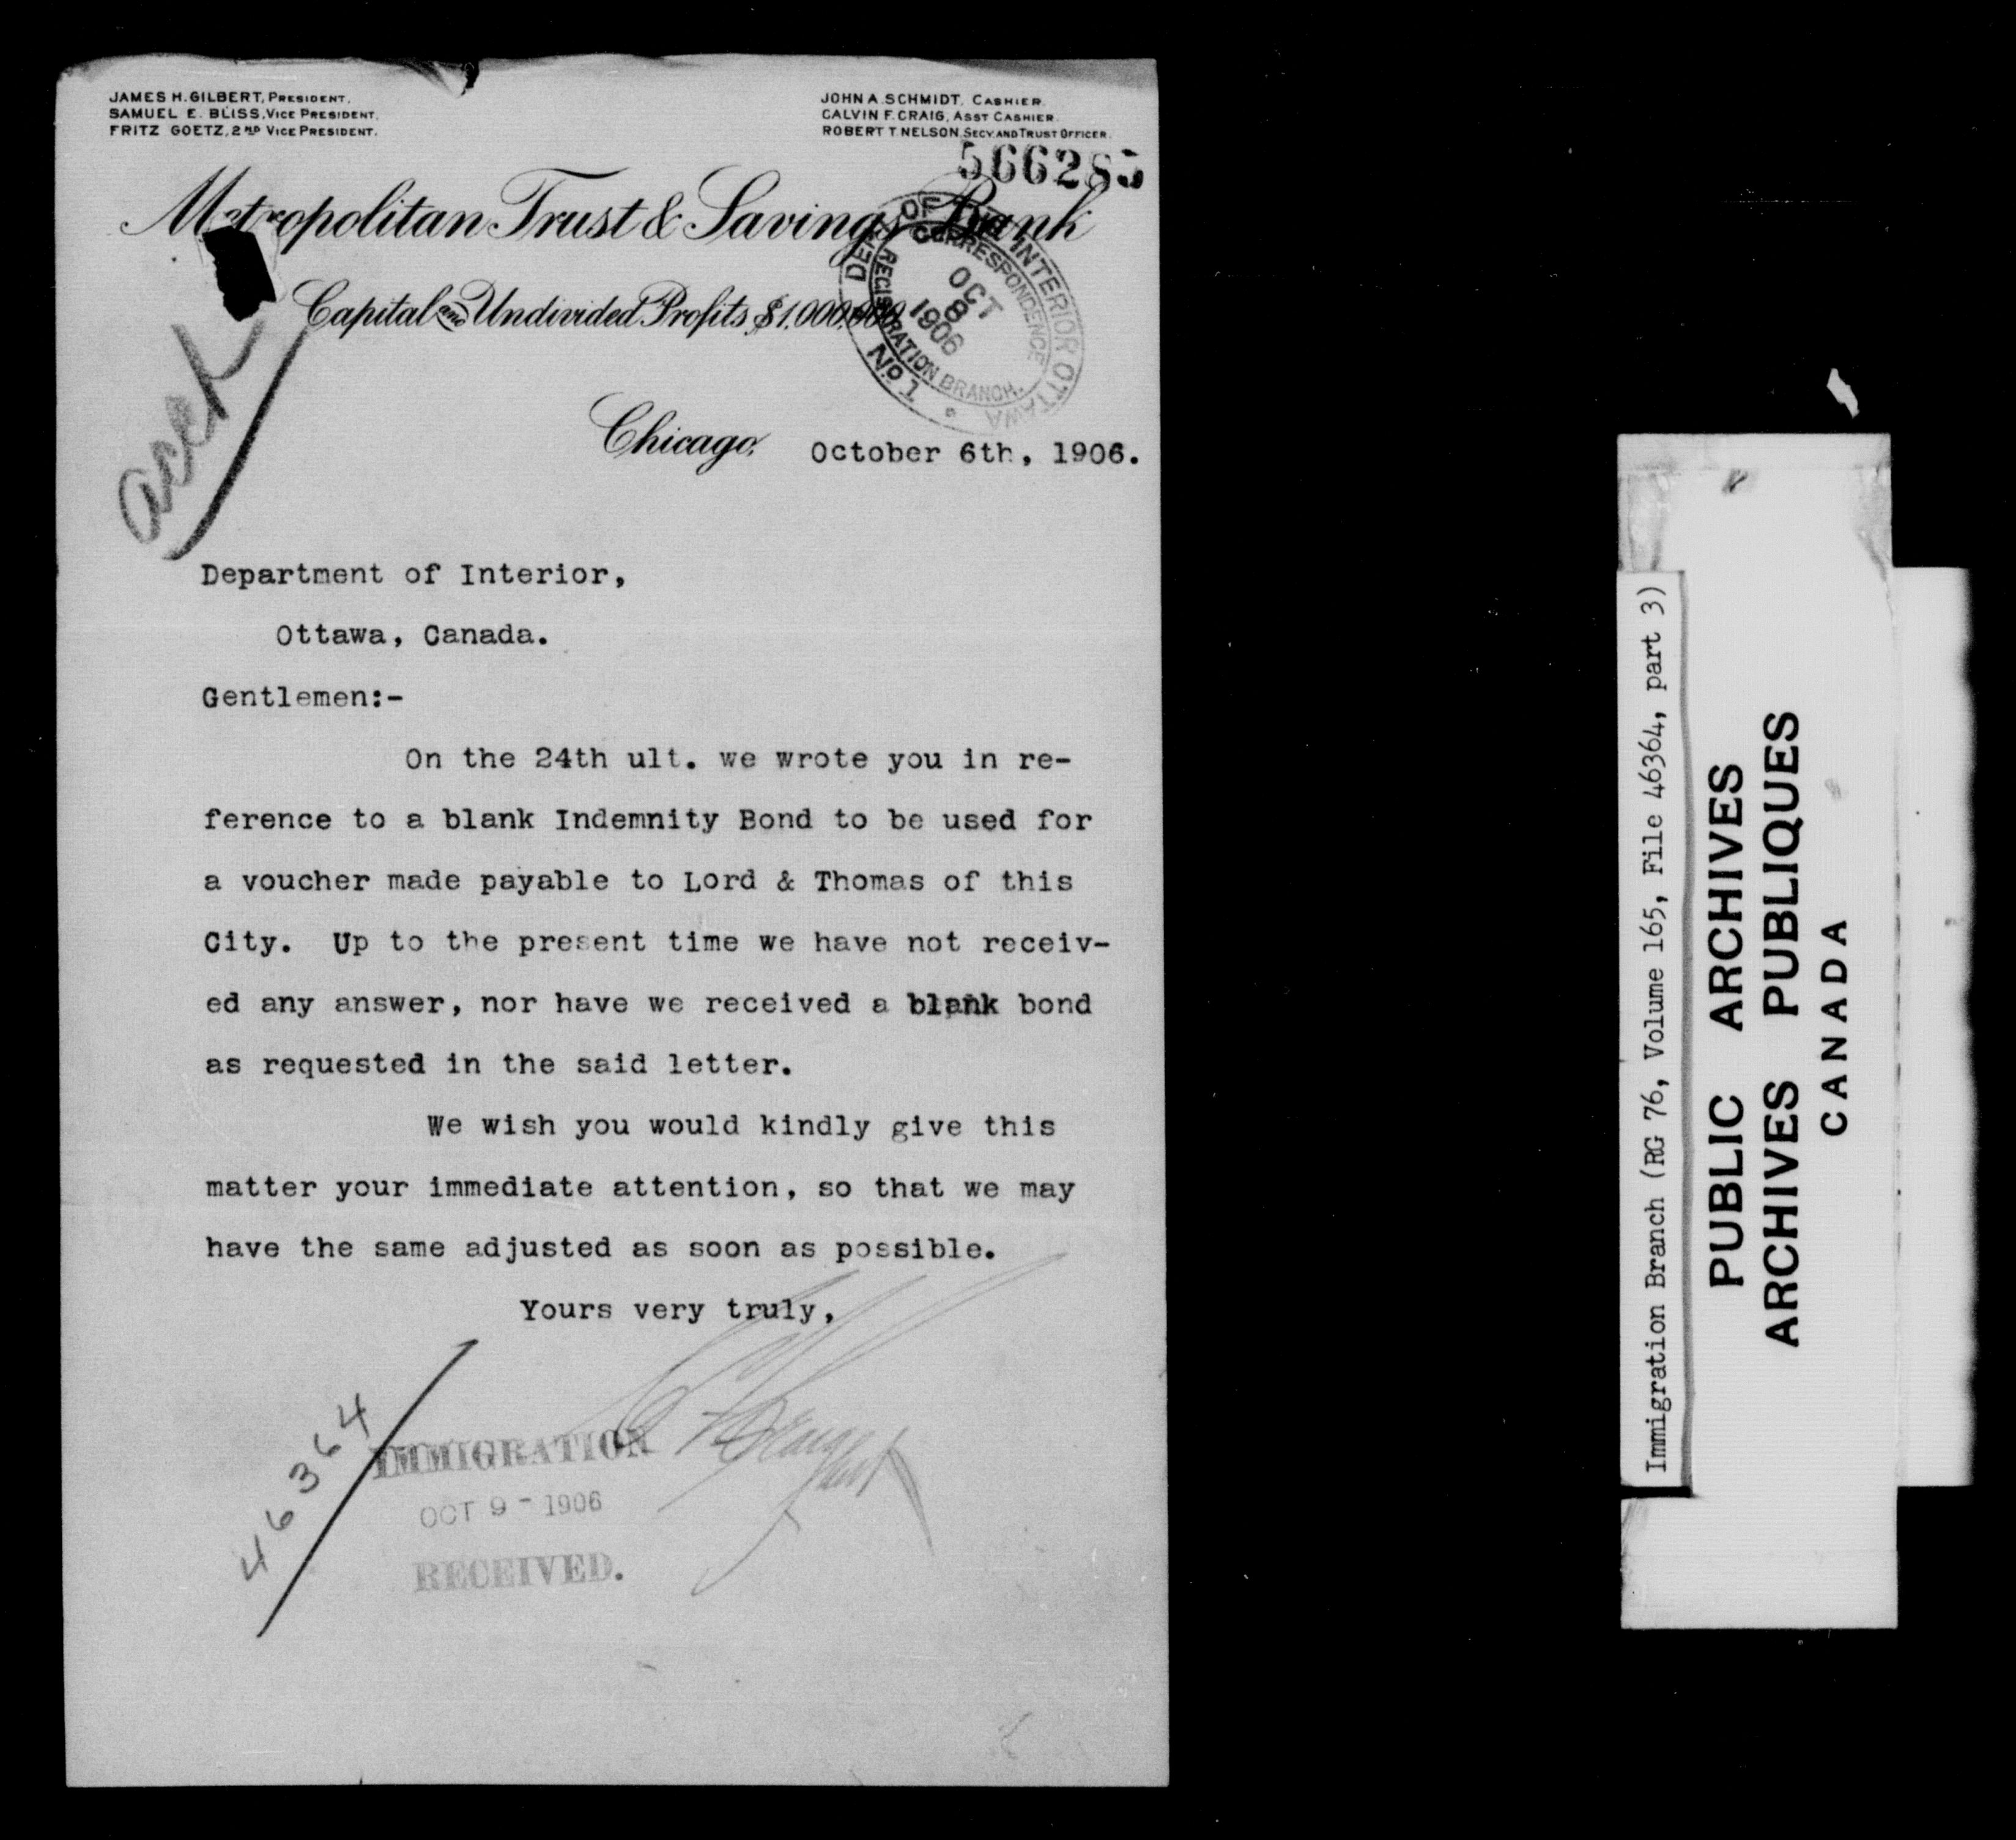 JAMES H. GILBERT, PRESIDENT.
SAMUEL E. BLISS, VICE PRESIDENT.
FRITZ GOETZ, 2ND VICE PRESIDENT.
JOHN A. SCHMIDT, CASHIER.
CALVIN F. CRAIG, ASST CASHIER.
ROBERT T NELSON, SECY. AND TRUST OFFICER.
566285
Metropolitan Trust & Savings Bank
Capital and Undivided Profits $1,000,000
DEPT OF THE INTERIOR OTTAWA
CORRESPONDENCE
REGISTRATION BRANCH.
No 1
OCT
8
1906
Chicago, October 6th, 1906.
Department of Interior,
Ottawa, Canada.
Gentlemen:-
On the 24th ult. we wrote you in re-
ference to a blank Indemnity Bond to be used for
a voucher made payable to Lord & Thomas of this
City. Up to the present time we have not receiv-
ed any answer, nor have we received a blank bond
as requested in the said letter.
We wish you would kindly give this
matter your immediate attention, so that we may
have the same adjusted as soon as possible.
Yours very truly,
C F Craig
46364
IMMIGRATION
OCT 9 - 1906
RECEIVED.
Immigration Branch (RG 76, Volume 165, File 46364, part 3)
PUBLIC ARCHIVES
ARCHIVES PUBLIQUES
CANADA